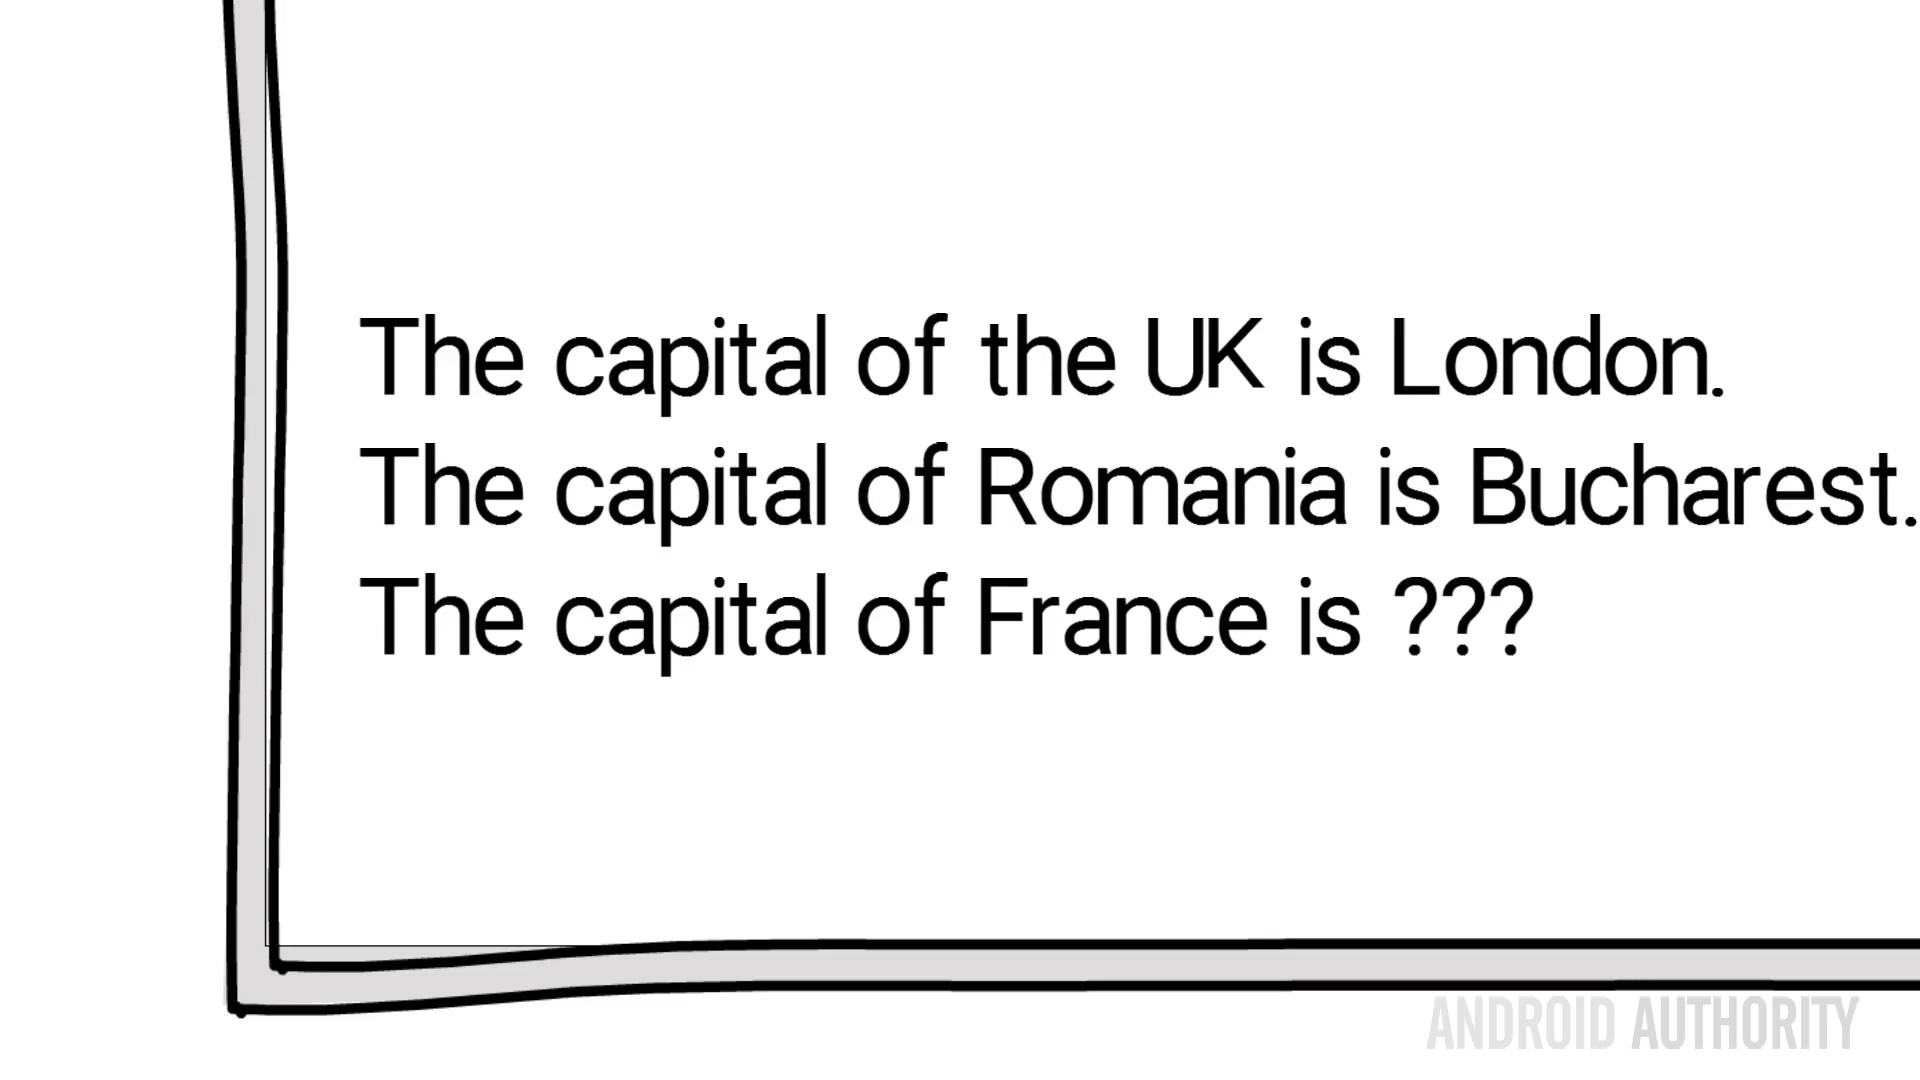 The capital of the UK is London.
The capital of Romania is Bucharest.
The capital of France is ???
ANDROID AUTHORITY